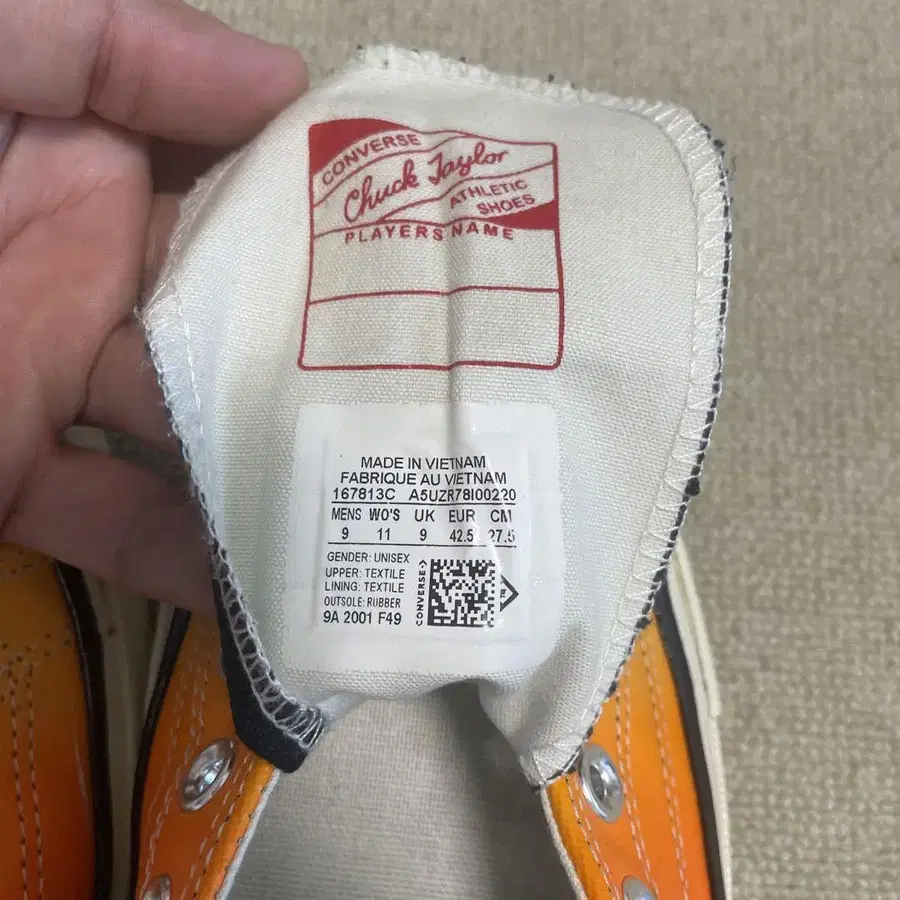 CONVERSE
Chuck Taylor
ATHLETIC
SHOES
PLAYERS NAME
MADE IN VIETNAM
FABRIQUE AU VIETNAM
167813C A5UZR78I00220
MENS WO'S UK EUR CM
9 11 9 42.5 27.5
GENDER: UNISEX
UPPER: TEXTILE
LINING: TEXTILE
OUTSOLE: RUBBER
9A 2001 F49
CONVERSE
TM